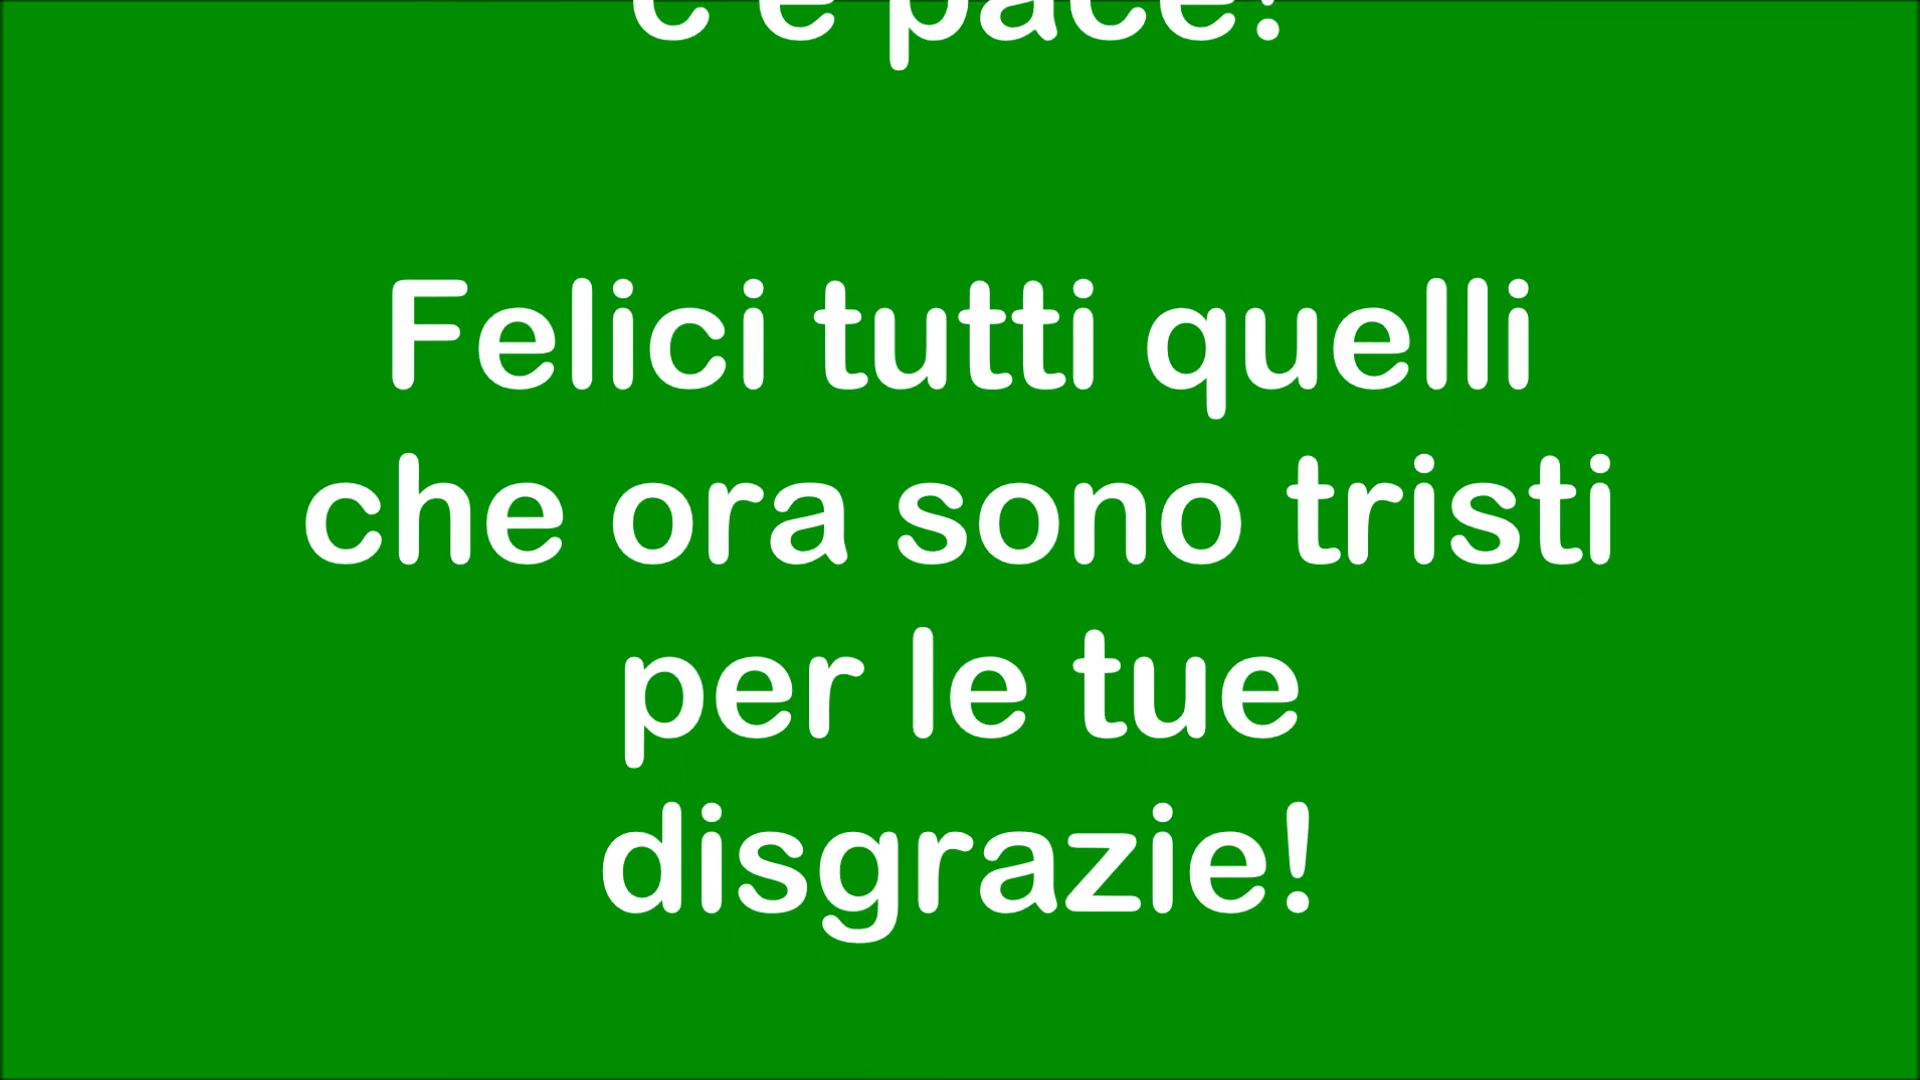 c'è pace!
Felici tutti quelli
che ora sono tristi
per le tue
disgrazie!